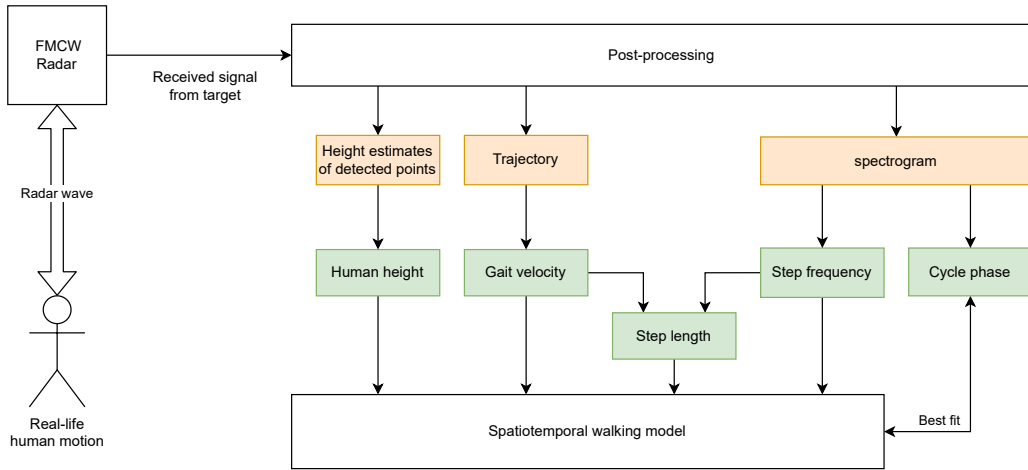 FMCW
Radar
Post-processing
Received signal
from target
Height estimates
of detected points
Trajectory
spectrogram
Radar wave
Human height
Gait velocity
Step frequency
Cycle phase
Step length
Real-life
human motion
Spatiotemporal walking model
Best fit